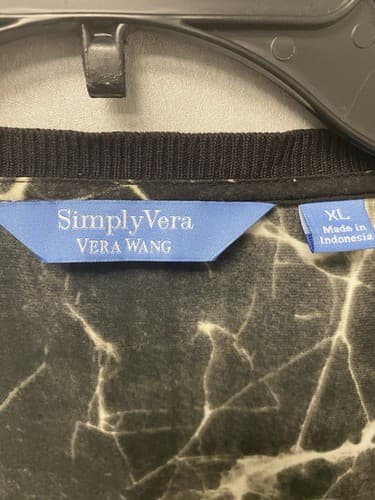 SimplyVera
VERA WANG
XL
Made in
Indonesia